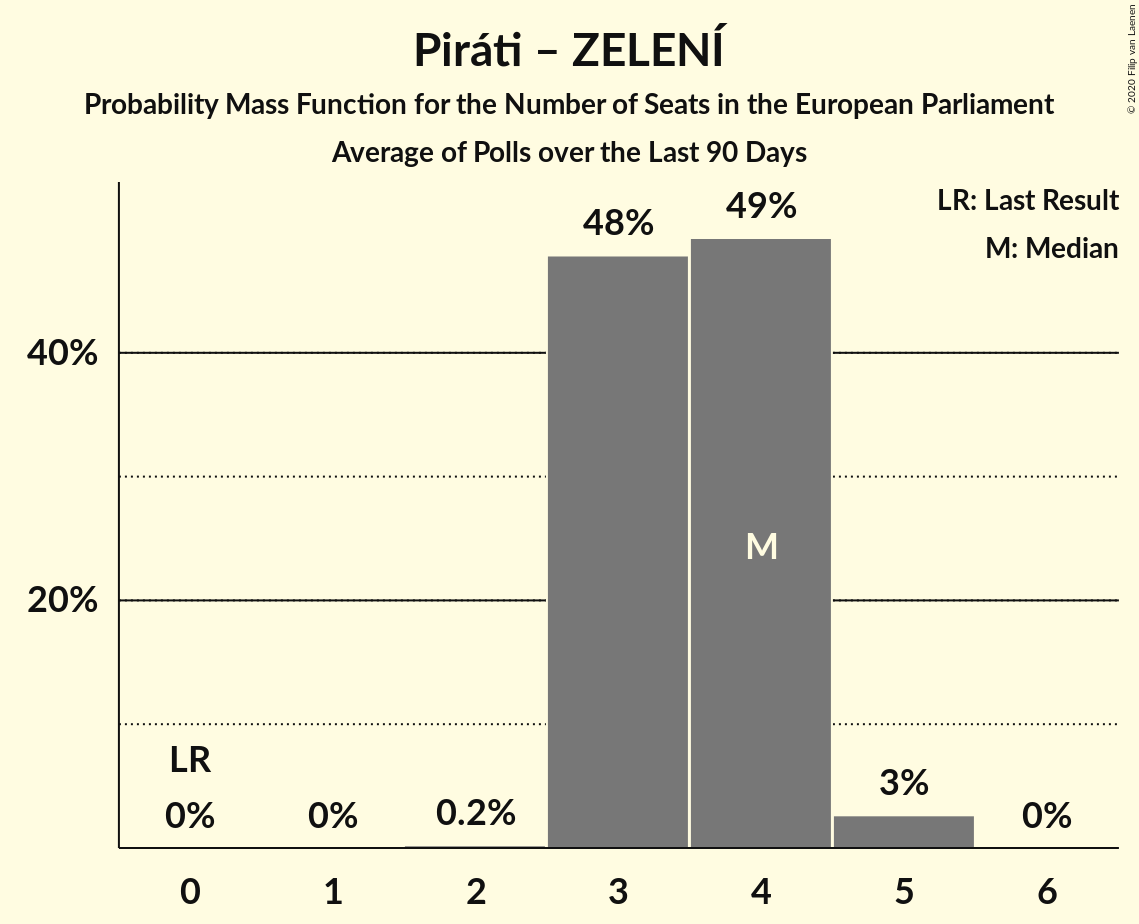 Piráti – ZELENÍ
Probability Mass Function for the Number of Seats in the European Parliament
Average of Polls over the Last 90 Days
© 2020 Filip van Laenen
LR: Last Result
M: Median
48%
49%
40%
M
20%
LR
0%
0%
0.2%
3%
0%
0
1
2
3
4
5
6